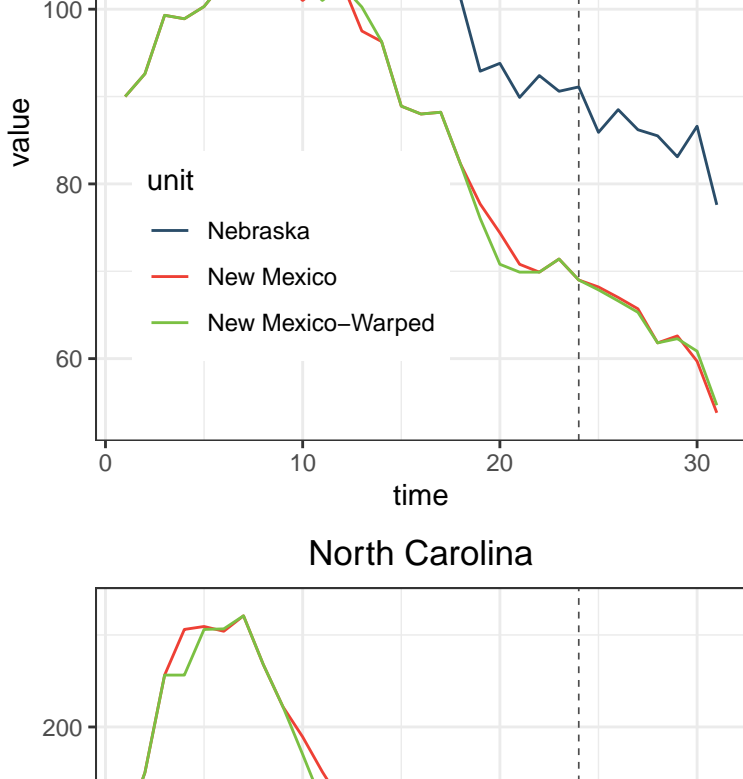 100
value
80
unit
Nebraska
New Mexico
New Mexico−Warped
60
0 10 20 30
time
North Carolina
200